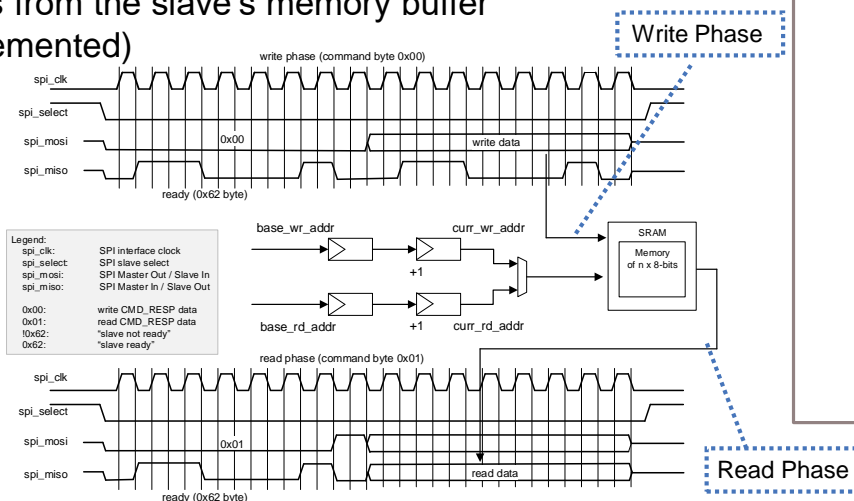 s from the slave's memory buffer
emented)
Write Phase
write phase (command byte 0x00)
spi_clk
spi_select
spi_mosi
0x00
write data
spi_miso
ready (0x62 byte)
Legend:
spi_clk: SPI interface clock
spi_select: SPI slave select
spi_mosi: SPI Master Out / Slave In
spi_miso: SPI Master In / Slave Out
0x00: write CMD_RESP data
0x01: read CMD_RESP data
!0x62: "slave not ready"
0x62: "slave ready"
base_wr_addr
curr_wr_addr
+1
base_rd_addr
+1
curr_rd_addr
SRAM
Memory
of n x 8-bits
read phase (command byte 0x01)
spi_clk
spi_select
spi_mosi
0x01
spi_miso
read data
ready (0x62 byte)
Read Phase